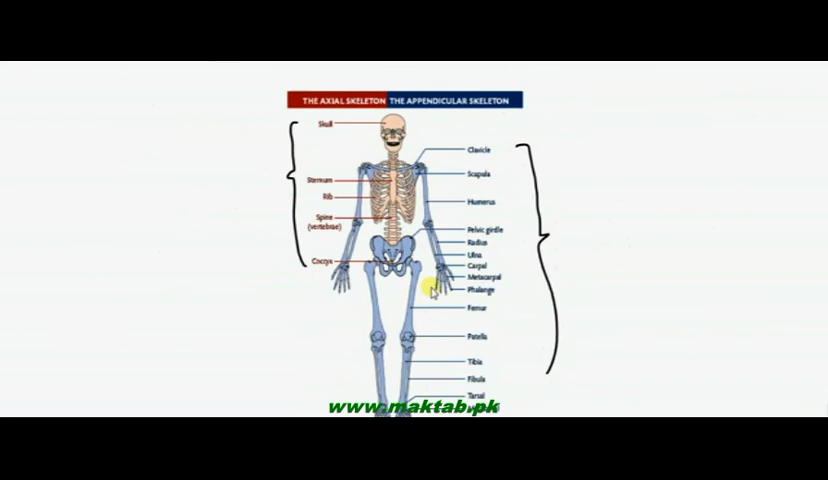 THE AXIAL SKELETON THE APPENDICULAR SKELETON
Skull
Sternum
Rib
Spine
(vertebrae)
Coccyx
Clavicle
Scapula
Humerus
Pelvic girdle
Radius
Ulna
Carpal
Metacarpal
Phalange
Femur
Patella
Tibia
Fibula
Tarsal
www.maktab.pk